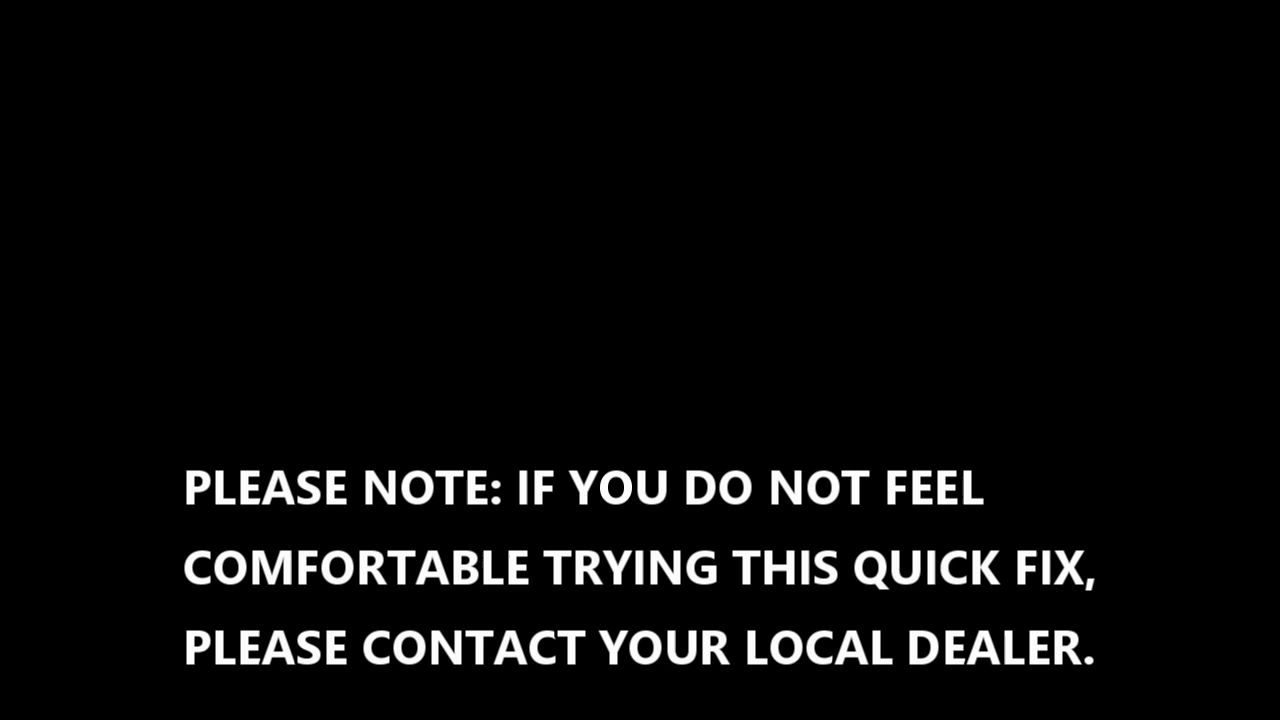 PLEASE NOTE: IF YOU DO NOT FEEL
COMFORTABLE TRYING THIS QUICK FIX,
PLEASE CONTACT YOUR LOCAL DEALER.